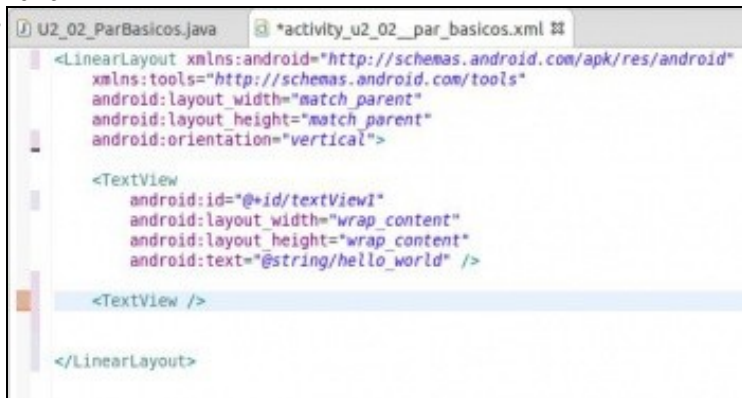 U2_02_ParBasicos.java *activity_u2_02__par_basicos.xml
<LinearLayout xmlns:android="http://schemas.android.com/apk/res/android"
xmlns:tools="http://schemas.android.com/tools"
android:layout_width="match_parent"
android:layout_height="match_parent"
android:orientation="vertical">
<TextView
android:id="@+id/textView1"
android:layout_width="wrap_content"
android:layout_height="wrap_content"
android:text="@string/hello_world" />
<TextView />
</LinearLayout>